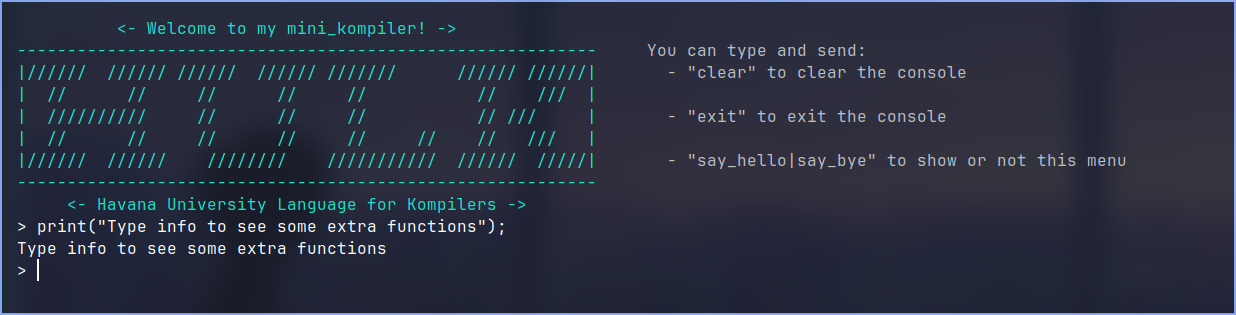 <- Welcome to my mini_kompiler! ->
----------------------------------------------------------
|//////  ////// //////  ////// ///////      ////// //////|
|  //      //     //      //     //           //    ///  |
|  //////////     //      //     //           // ///     |
|  //      //     //      //     //     //    //   ///   |
|//////  //////    ////////    ///////////  //////  /////|
----------------------------------------------------------
<- Havana University Language for Kompilers ->
You can type and send:
- "clear" to clear the console
- "exit" to exit the console
- "say_hello|say_bye" to show or not this menu
> print("Type info to see some extra functions");
Type info to see some extra functions
>